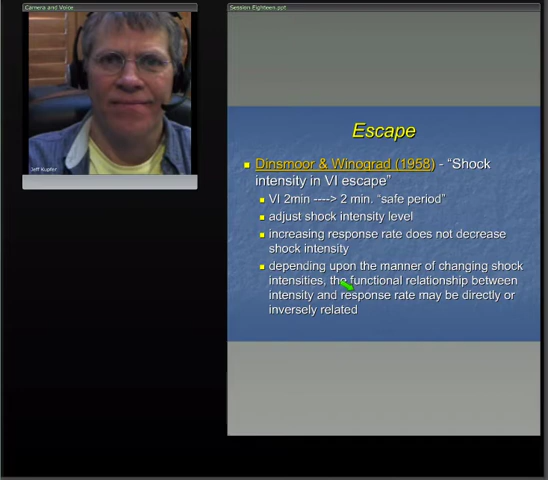 Camera and Voice
Session Eighteen.ppt
Jeff Kupfer
Escape
Dinsmoor & Winograd (1958) - “Shock
intensity in VI escape”
VI 2min ----> 2 min. “safe period”
adjust shock intensity level
increasing response rate does not decrease
shock intensity
depending upon the manner of changing shock
intensities, the functional relationship between
intensity and response rate may be directly or
inversely related